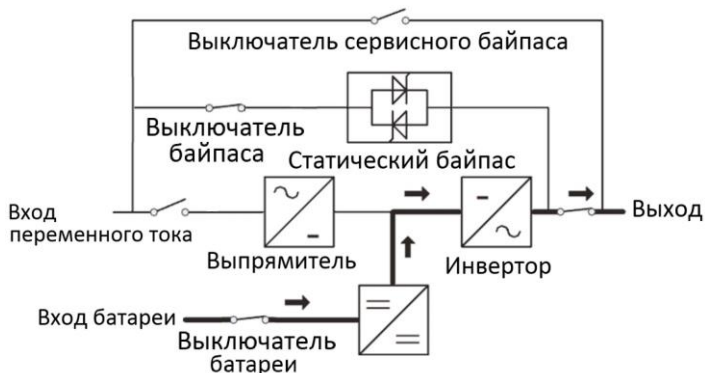 Выключатель сервисного байпаса
Выключатель
байпаса
Статический байпас
Вход
переменного тока
Выпрямитель
Инвертор
Выход
Вход батареи
Выключатель
батареи